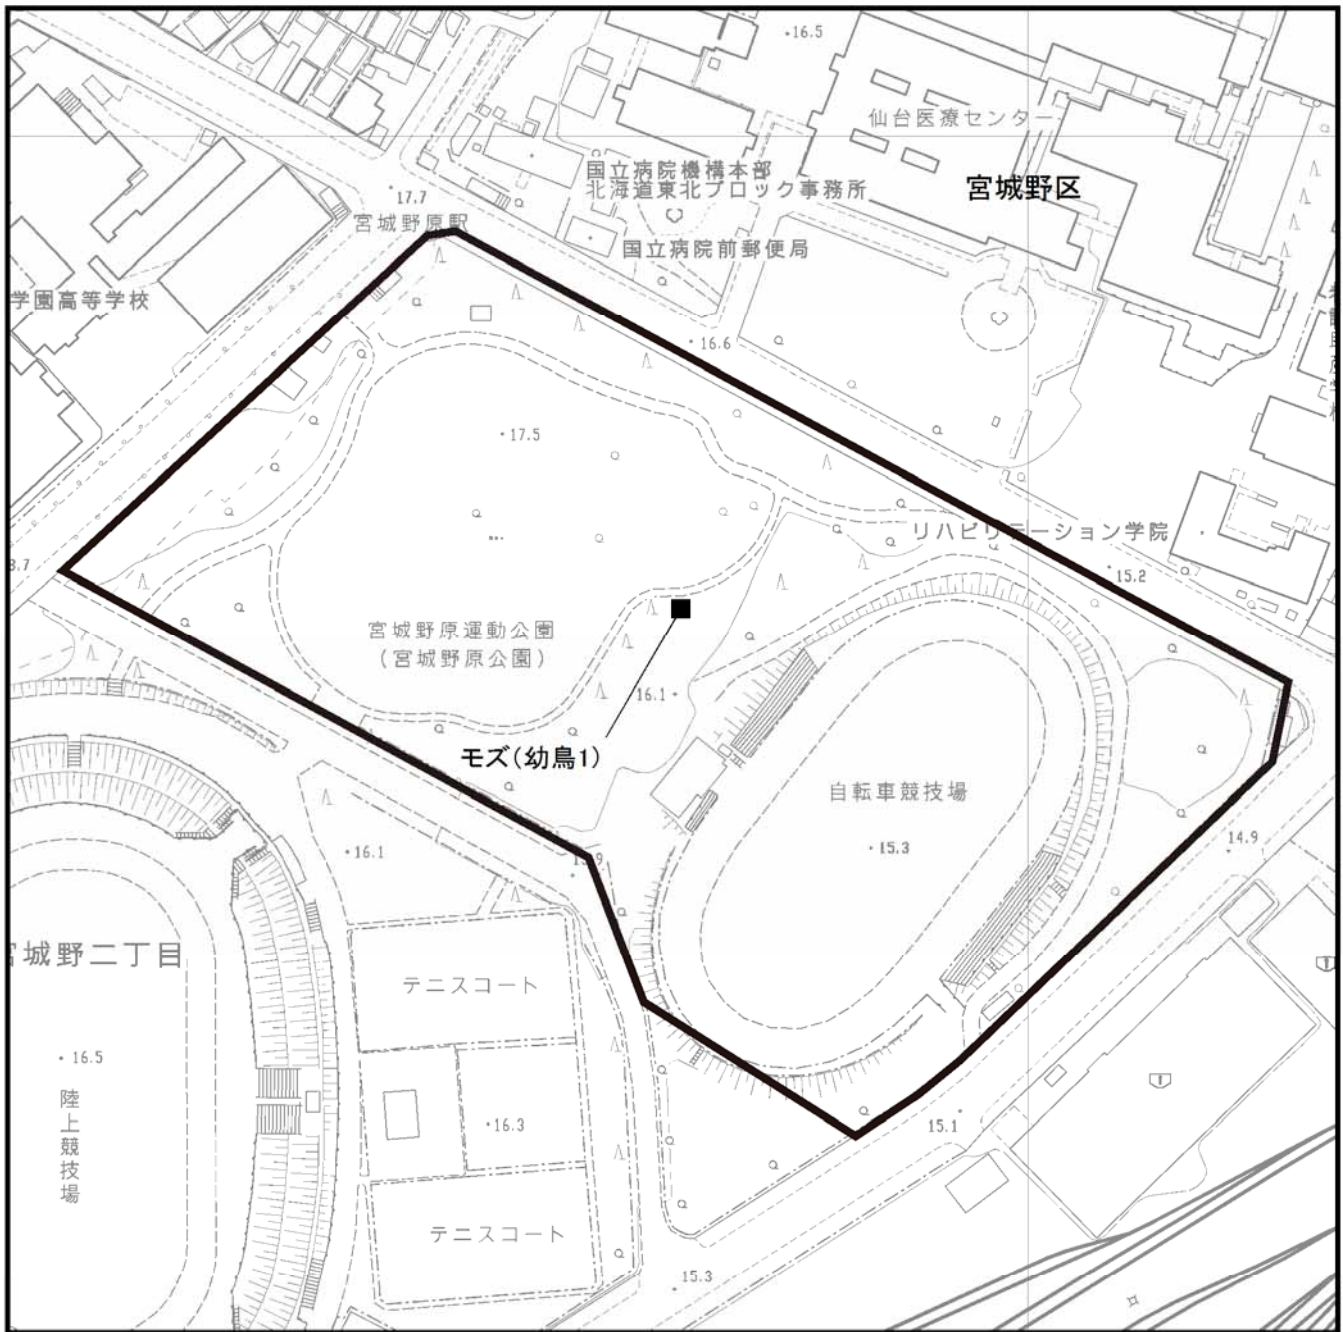 16.5
仙台医療センター
国立病院機構本部
北海道東北ブロック事務所
宮城野区
17.7
宮城野原駅
国立病院前郵便局
学園高等学校
16.6
17.5
リハビリテーション学院
15.2
宮城野原運動公園
(宮城野原公園)
16.1
モズ(幼鳥1)
自転車競技場
15.3
14.9
16.1
城野二丁目
テニスコート
16.5
陸上競技場
16.3
15.1
テニスコート
15.3